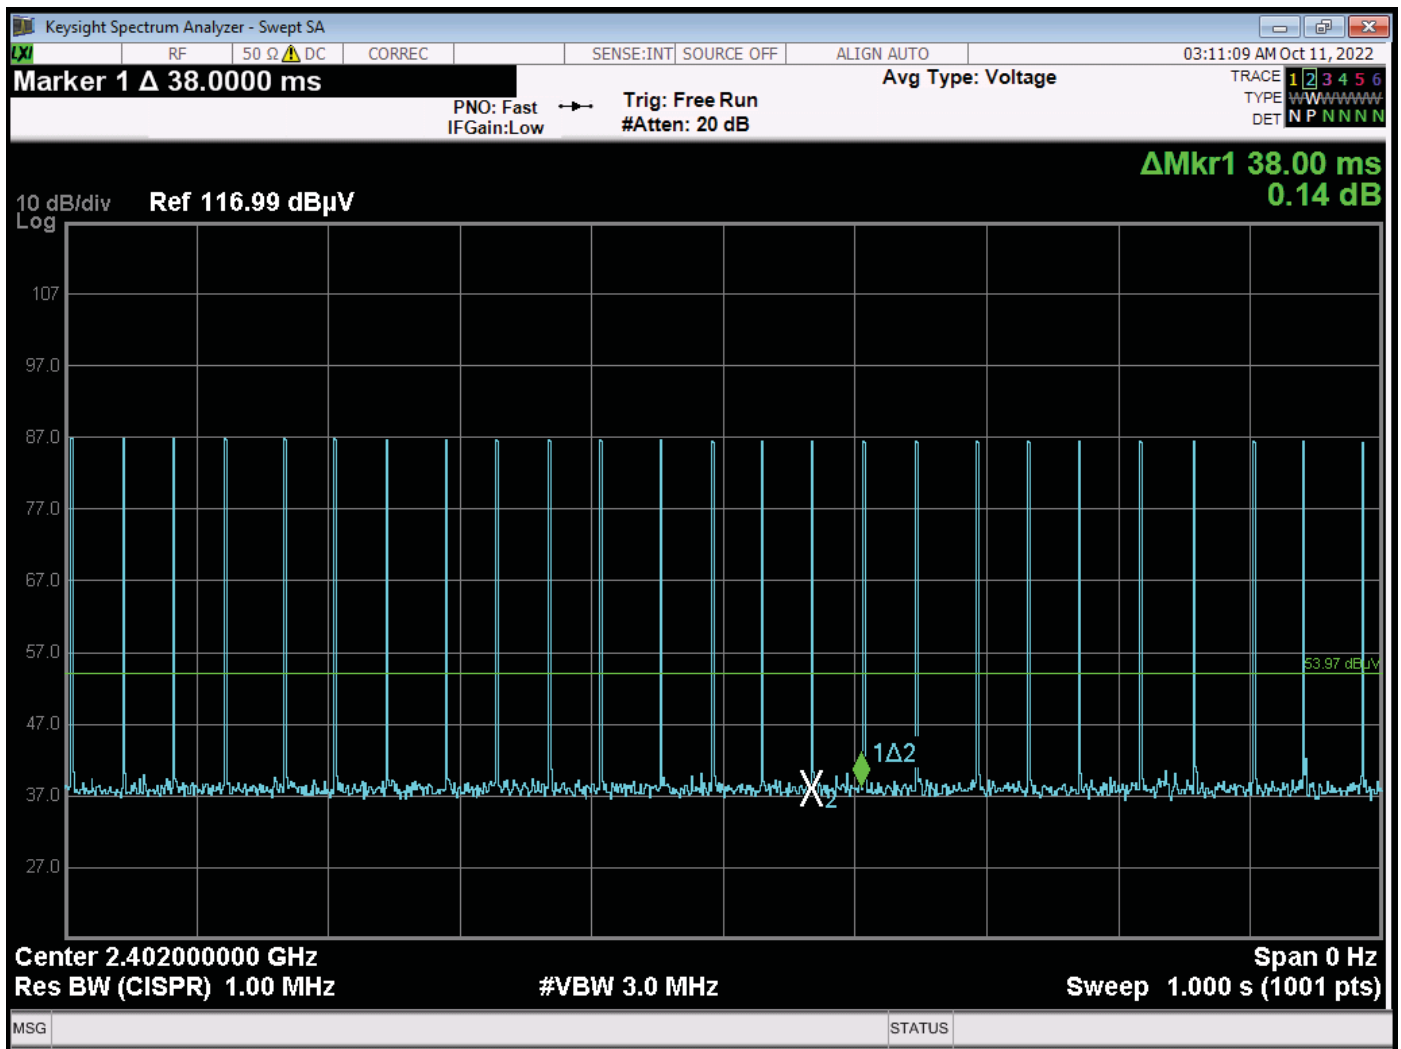 Keysight Spectrum Analyzer - Swept SA
LXI RF 50 Ω DC CORREC SENSE:INT SOURCE OFF ALIGN AUTO 03:11:09 AM Oct 11, 2022
Marker 1 Δ 38.0000 ms Avg Type: Voltage TRACE 1 2 3 4 5 6
PNO: Fast Trig: Free Run TYPE WWWWWW
IFGain:Low #Atten: 20 dB DET N P N N N N
ΔMkr1 38.00 ms
0.14 dB
10 dB/div Ref 116.99 dBµV
Log
107
97.0
87.0
77.0
67.0
57.0
53.97 dBµV
47.0
1Δ2
37.0
X2
27.0
Center 2.402000000 GHz Span 0 Hz
Res BW (CISPR) 1.00 MHz #VBW 3.0 MHz Sweep 1.000 s (1001 pts)
MSG STATUS